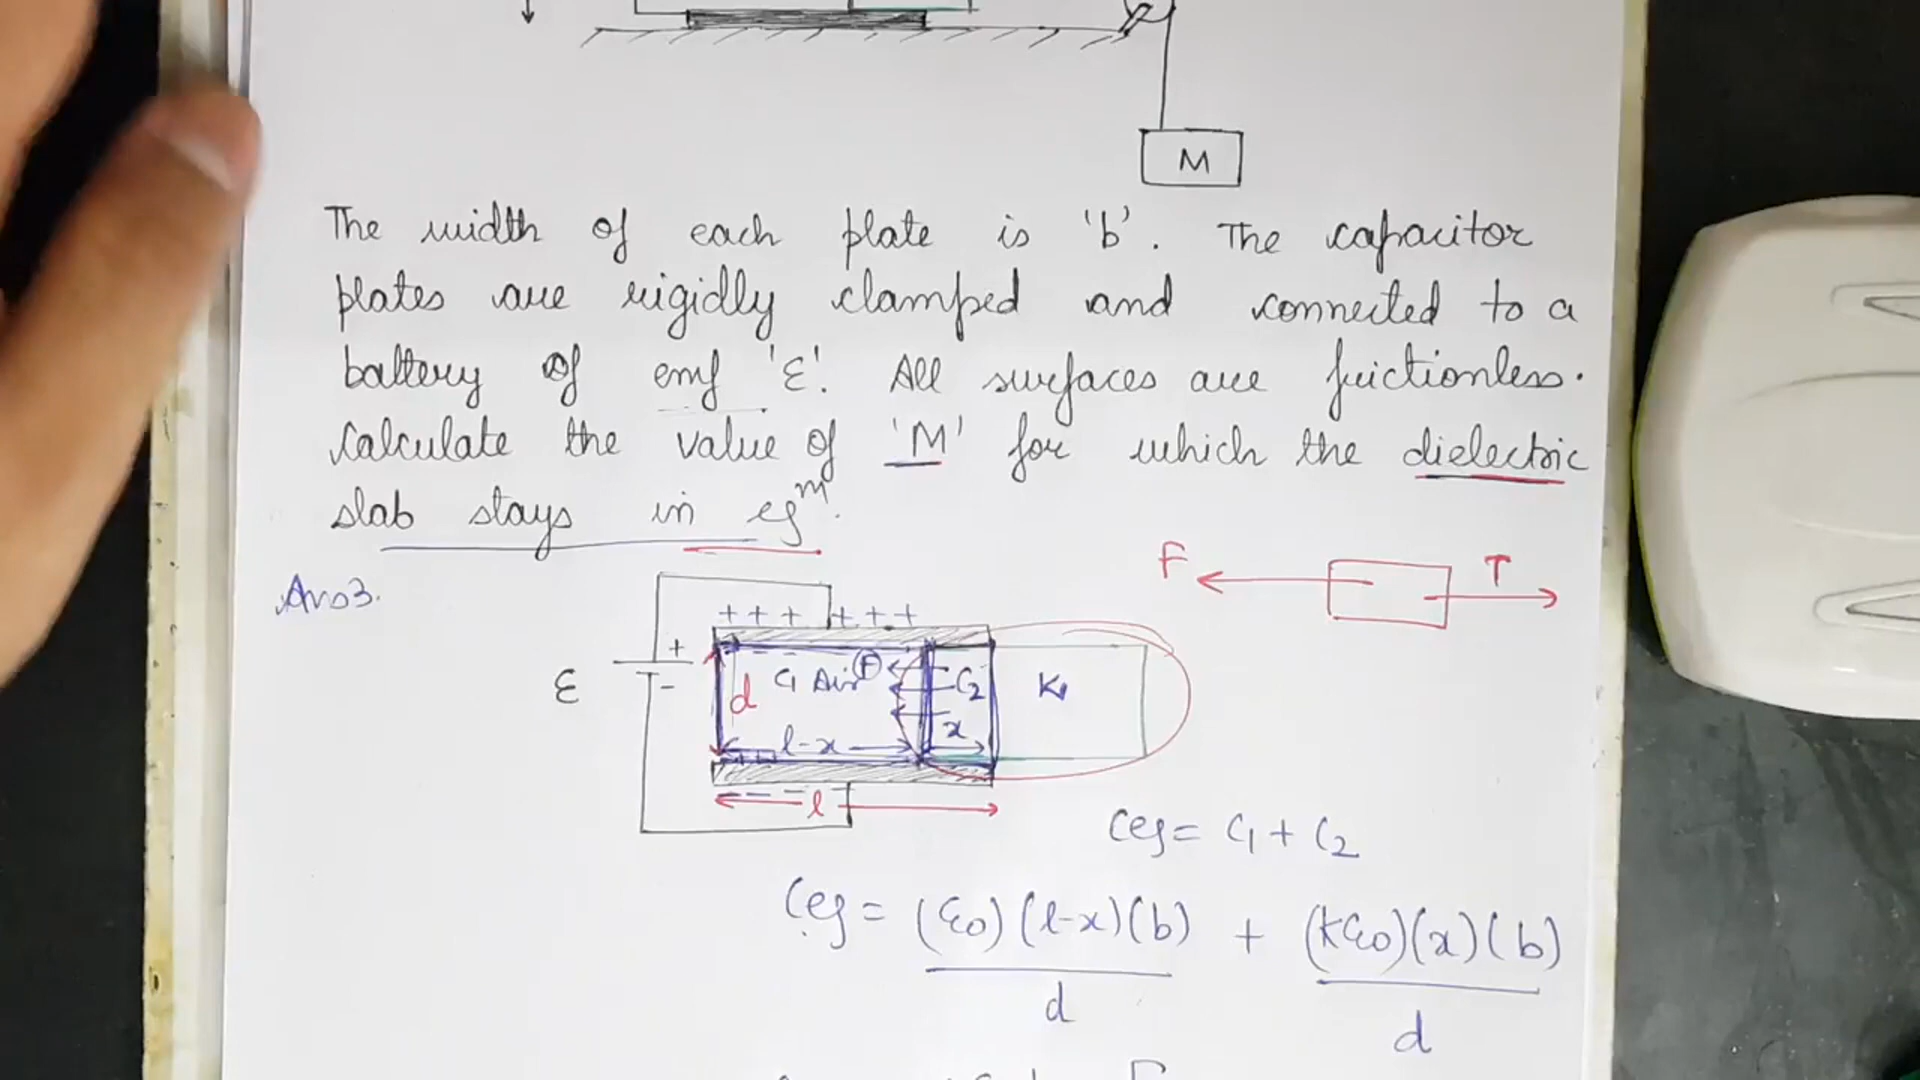 M
The width of each plate is 'b'. The capacitor
plates are rigidly clamped and connected to a
battery of emf 'ε'. All surfaces are frictionless.
Calculate the value of 'M' for which the dielectric
slab stays in eqᵐ.
Ans3.
F T
+ + + + + +
+
-
ε
d
C₁ Air F
C₂
K
l-x
x
- - - -
l
Ceq = C₁ + C₂
Ceq = (ε₀)(l-x)(b) + (kε₀)(x)(b)
d d